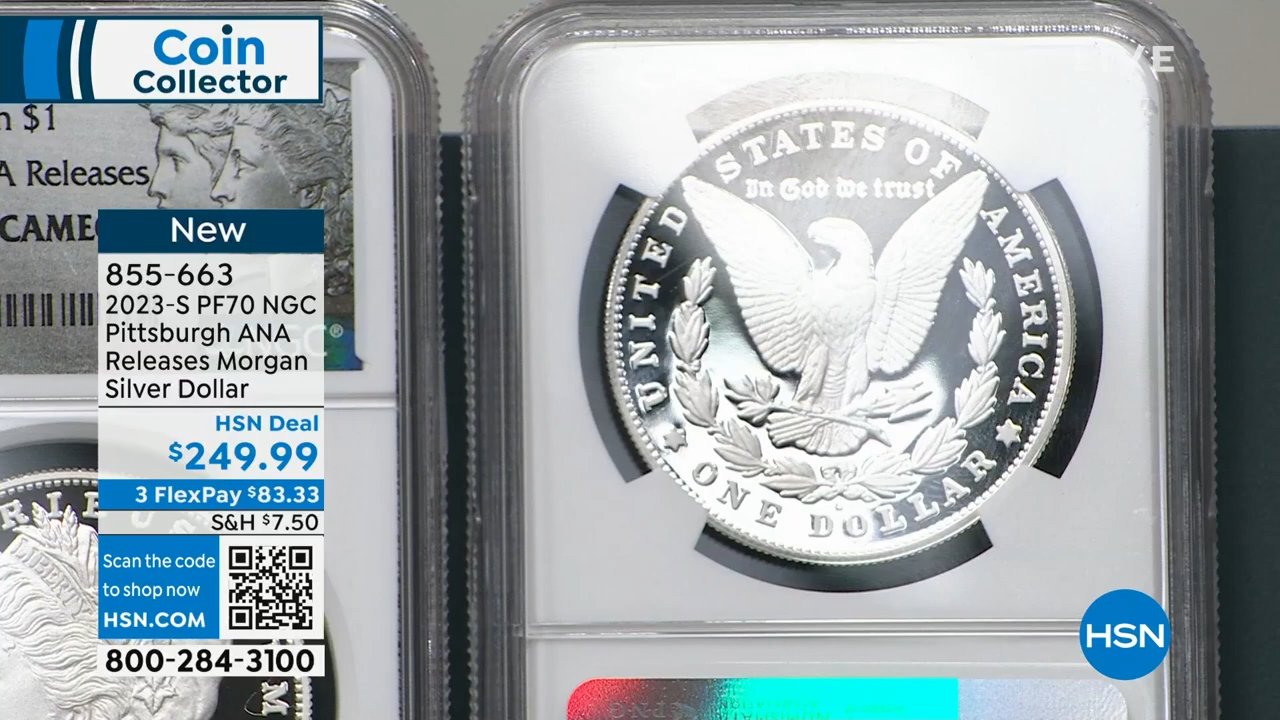 Coin
Collector
LIVE
n $1
A Releases
CAME
New
855-663
2023-S PF70 NGC
Pittsburgh ANA
Releases Morgan
Silver Dollar
HSN Deal
$249.99
3 FlexPay $83.33
S&H $7.50
Scan the code
to shop now
HSN.COM
800-284-3100
UNITED STATES OF AMERICA
In God we trust
ONE DOLLAR
HSN